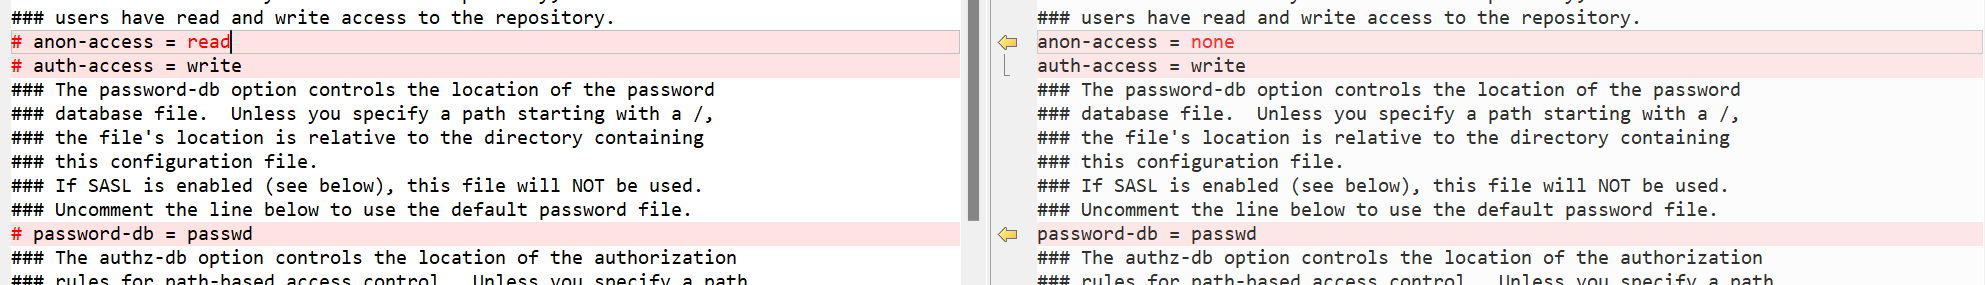 ### users have read and write access to the repository.
# anon-access = read
# auth-access = write
### The password-db option controls the location of the password
### database file.  Unless you specify a path starting with a /,
### the file's location is relative to the directory containing
### this configuration file.
### If SASL is enabled (see below), this file will NOT be used.
### Uncomment the line below to use the default password file.
# password-db = passwd
### The authz-db option controls the location of the authorization
### rules for path-based access control.  Unless you specify a path
### users have read and write access to the repository.
anon-access = none
auth-access = write
### The password-db option controls the location of the password
### database file.  Unless you specify a path starting with a /,
### the file's location is relative to the directory containing
### this configuration file.
### If SASL is enabled (see below), this file will NOT be used.
### Uncomment the line below to use the default password file.
password-db = passwd
### The authz-db option controls the location of the authorization
### rules for path-based access control.  Unless you specify a path